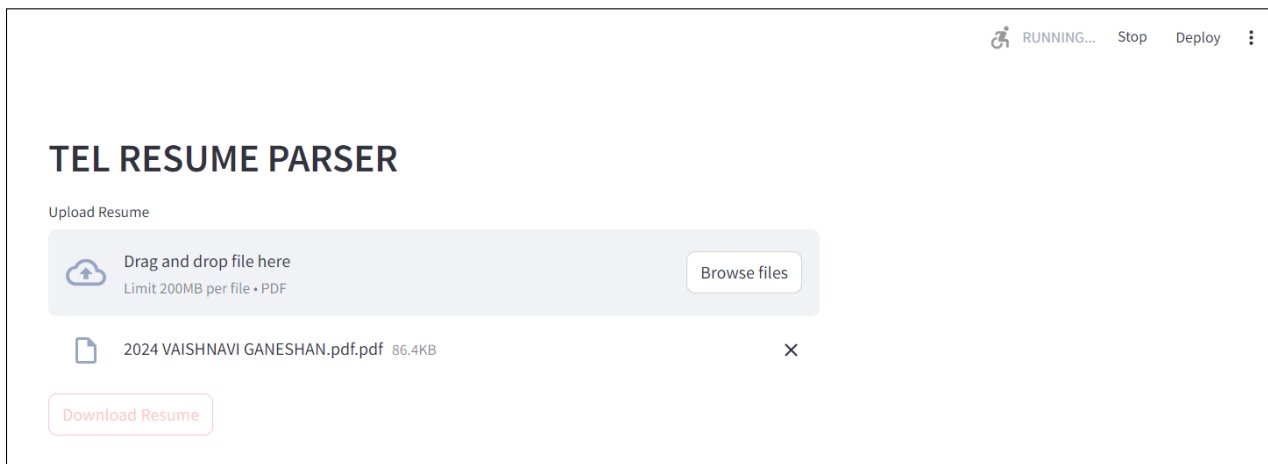 RUNNING... Stop Deploy
TEL RESUME PARSER
Upload Resume
Drag and drop file here
Limit 200MB per file • PDF
Browse files
2024 VAISHNAVI GANESHAN.pdf.pdf 86.4KB
Download Resume